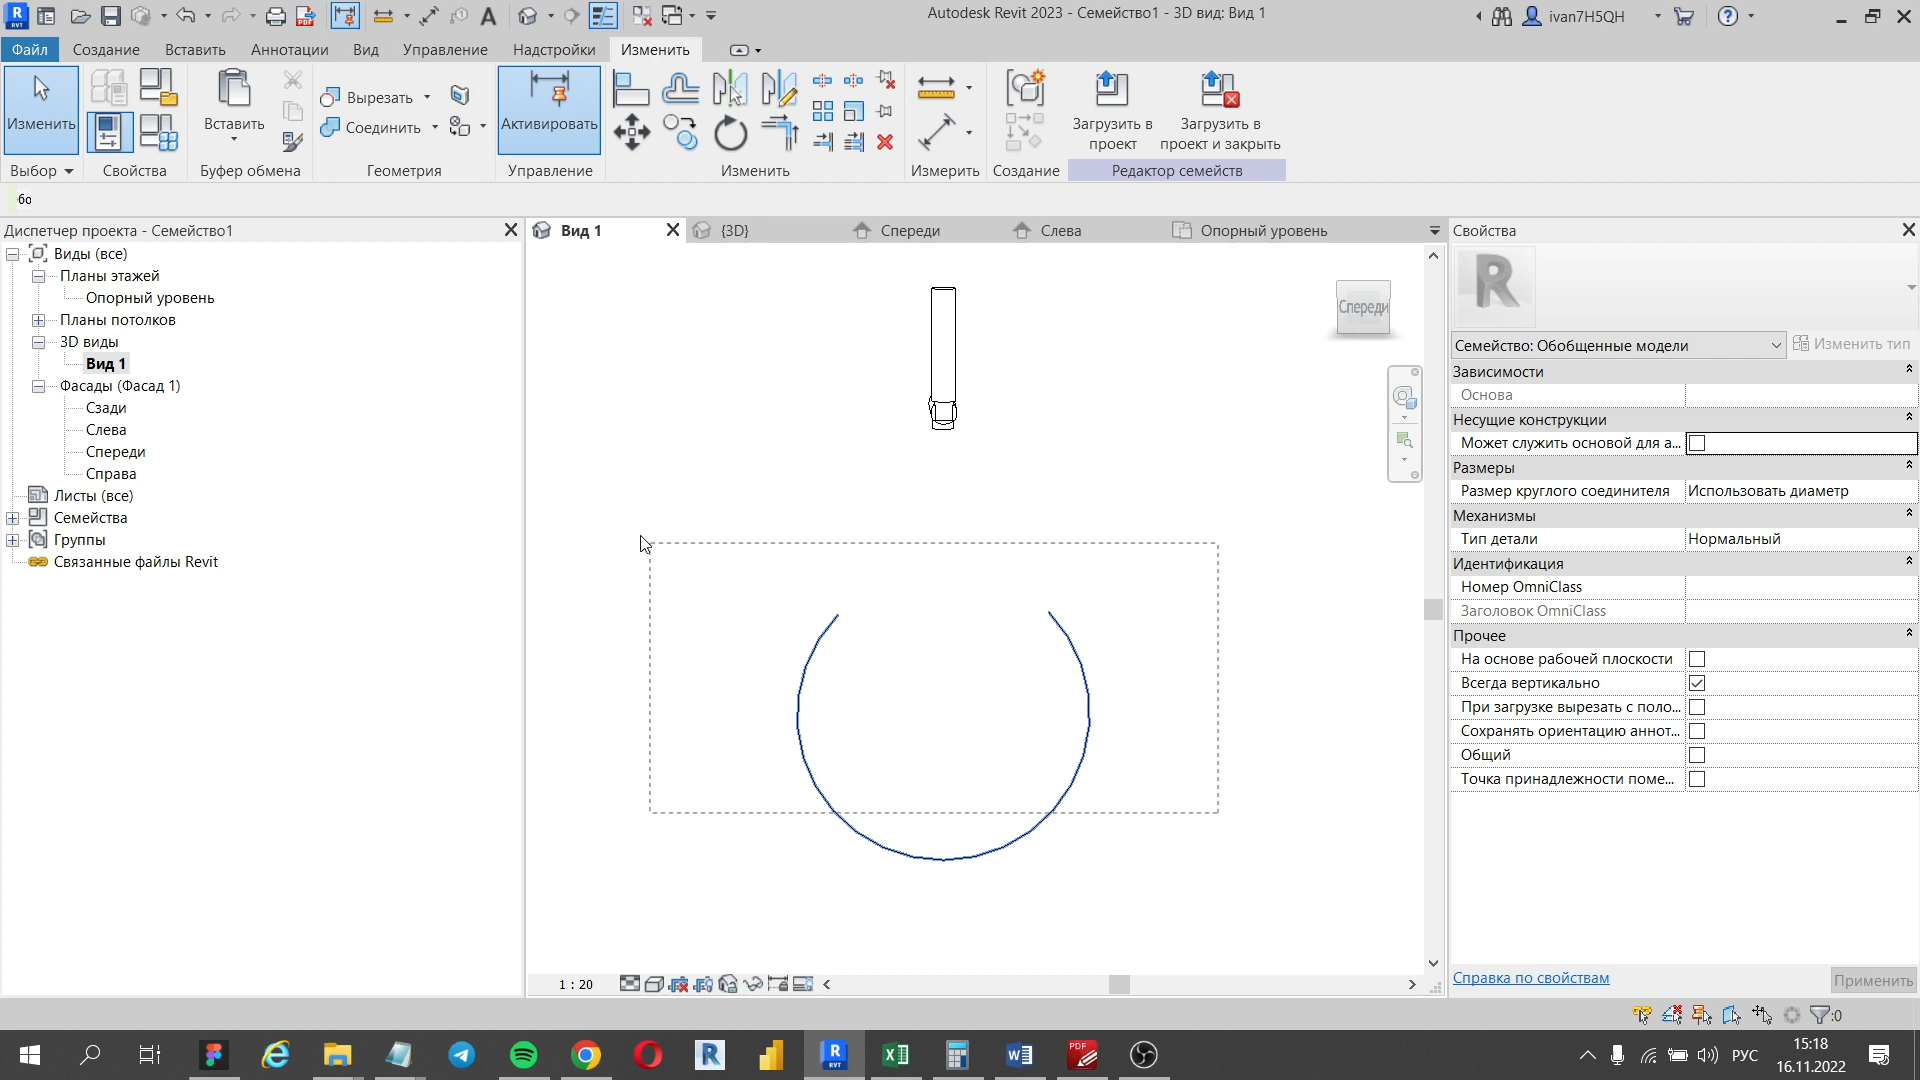 Autodesk Revit 2023 - Семейство1 - 3D вид: Вид 1
ivan7H5QH
Файл Создание Вставить Аннотации Вид Управление Надстройки Изменить
Изменить
Вставить
Вырезать
Соединить
Активировать
Загрузить в проект
Загрузить в проект и закрыть
Выбор Свойства Буфер обмена Геометрия Управление Изменить Измерить Создание Редактор семейств
Диспетчер проекта - Семейство1
Виды (все)
Планы этажей
Опорный уровень
Планы потолков
3D виды
Вид 1
Фасады (Фасад 1)
Сзади
Слева
Спереди
Справа
Листы (все)
Семейства
Группы
Связанные файлы Revit
Вид 1 {3D} Спереди Слева Опорный уровень
Спереди
1 : 20
Свойства
Семейство: Обобщенные модели Изменить тип
Зависимости
Основа
Несущие конструкции
Может служить основой для а...
Размеры
Размер круглого соединителя Использовать диаметр
Механизмы
Тип детали Нормальный
Идентификация
Номер OmniClass
Заголовок OmniClass
Прочее
На основе рабочей плоскости
Всегда вертикально
При загрузке вырезать с поло...
Сохранять ориентацию аннот...
Общий
Точка принадлежности поме...
Справка по свойствам Применить
:0
РУС
15:18
16.11.2022